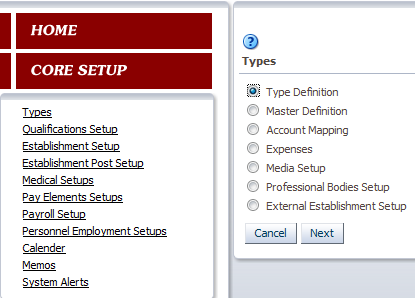 HOME
CORE SETUP
Types
Qualifications Setup
Establishment Setup
Establishment Post Setup
Medical Setups
Pay Elements Setups
Payroll Setup
Personnel Employment Setups
Calender
Memos
System Alerts
?
Types
Type Definition
Master Definition
Account Mapping
Expenses
Media Setup
Professional Bodies Setup
External Establishment Setup
Cancel Next